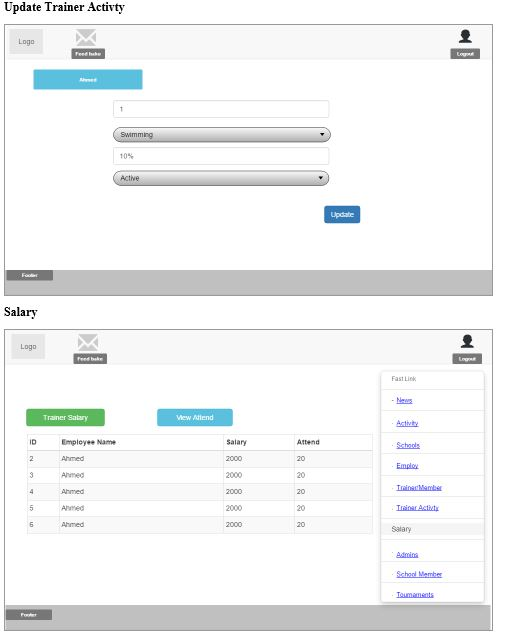 Update Trainer Activty
Logo
Feed bake
Logout
Ahmed
1
Swimming
10%
Active
Update
Footer
Salary
Logo
Feed bake
Logout
Fast Link
- News
- Activity
- Schools
- Employ
- Trainer\Member
- Trainer Activty
Salary
- Admins
- School Member
- Tournaments
Trainer Salary View Attend
ID Employee Name Salary Attend
2 Ahmed 2000 20
3 Ahmed 2000 20
4 Ahmed 2000 20
5 Ahmed 2000 20
6 Ahmed 2000 20
Footer